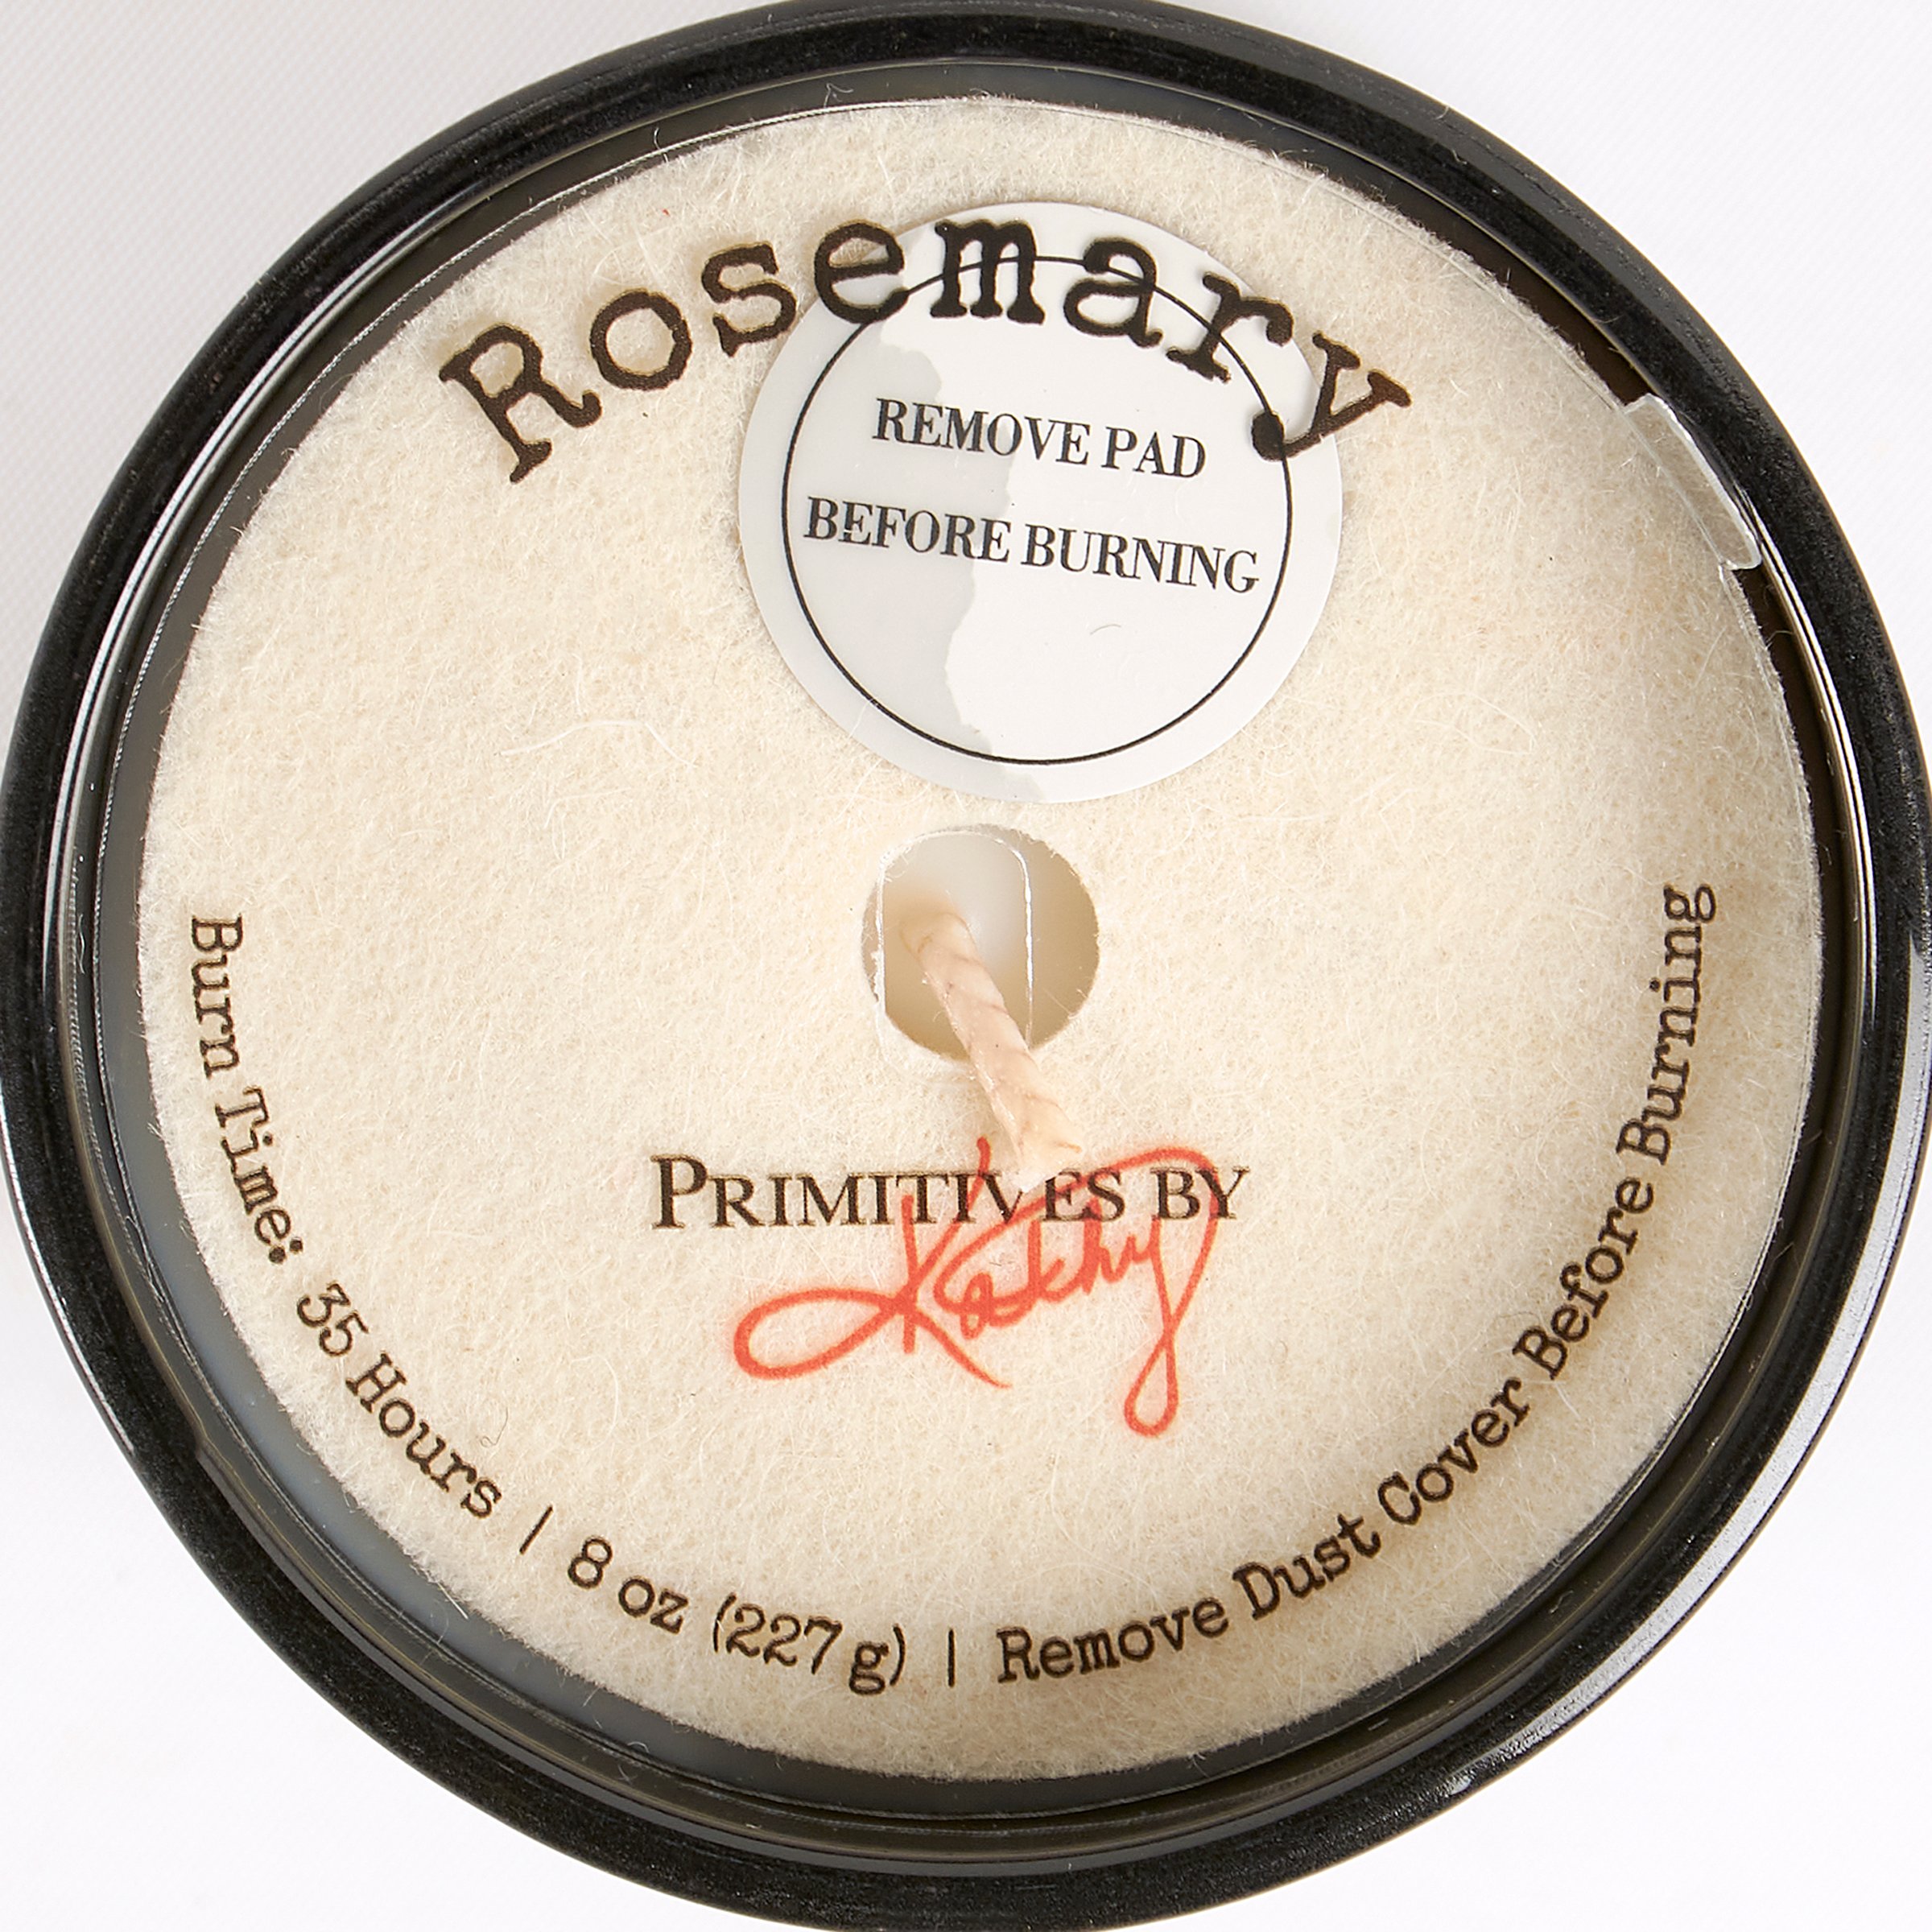 Rosemary
REMOVE PAD
BEFORE BURNING
PRIMITIVES BY
Kathy
Burn Time: 35 Hours | 8 oz (227 g) | Remove Dust Cover Before Burning